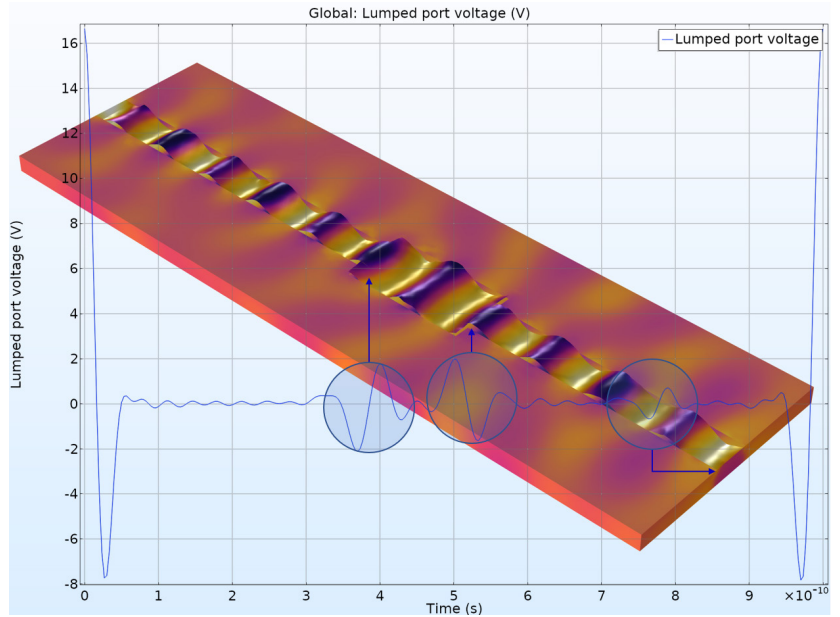 Global: Lumped port voltage (V)
Lumped port voltage
Lumped port voltage (V)
16
14
12
10
8
6
4
2
0
-2
-4
-6
-8
0 1 2 3 4 5 6 7 8 9 ×10⁻¹⁰
Time (s)